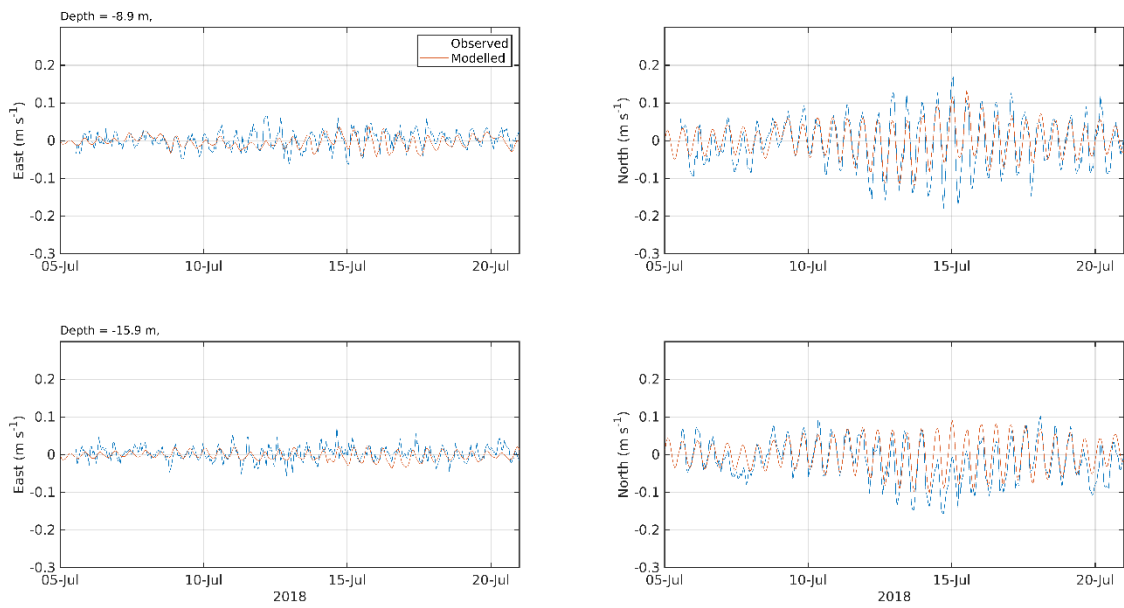 Depth = -8.9 m,
Observed
Modelled
East (m s-1)
0.2
0.1
0
-0.1
-0.2
-0.3
05-Jul 10-Jul 15-Jul 20-Jul
North (m s-1)
0.2
0.1
0
-0.1
-0.2
-0.3
05-Jul 10-Jul 15-Jul 20-Jul
Depth = -15.9 m,
East (m s-1)
0.2
0.1
0
-0.1
-0.2
-0.3
05-Jul 10-Jul 15-Jul 20-Jul
2018
North (m s-1)
0.2
0.1
0
-0.1
-0.2
-0.3
05-Jul 10-Jul 15-Jul 20-Jul
2018